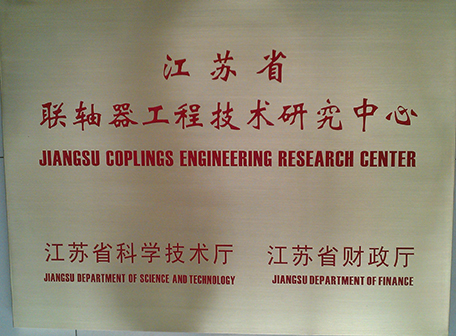 江苏省
联轴器工程技术研究中心
JIANGSU COPLINGS ENGINEERING RESEARCH CENTER
江苏省科学技术厅 江苏省财政厅
JIANGSU DEPARTMENT OF SCIENCE AND TECHNOLOGY JIANGSU DEPARTMENT OF FINANCE